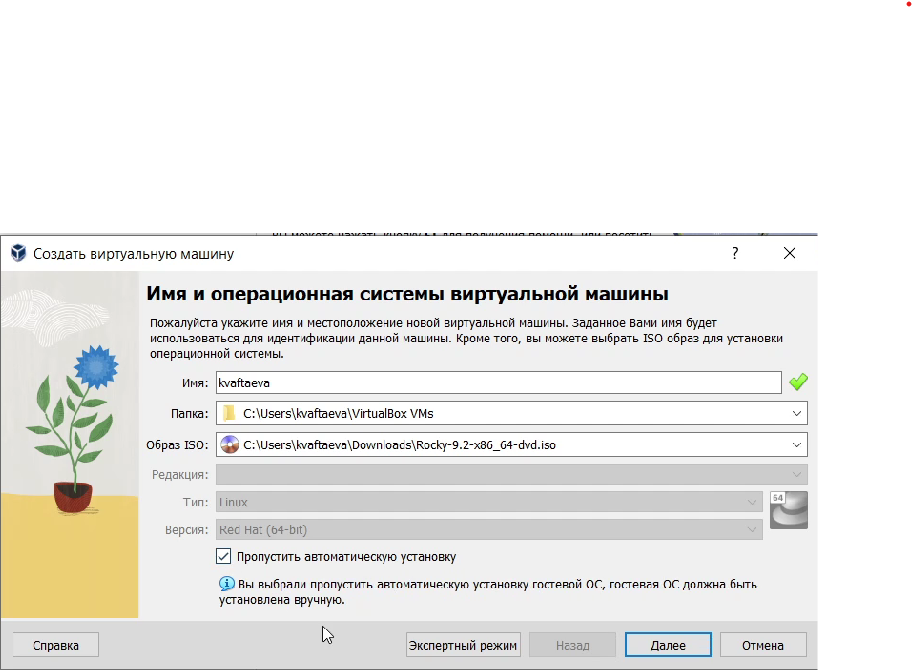 Создать виртуальную машину
?
Имя и операционная системы виртуальной машины
Пожалуйста укажите имя и местоположение новой виртуальной машины. Заданное Вами имя будет
использоваться для идентификации данной машины. Кроме того, вы можете выбрать ISO образ для установки
операционной системы.
Имя: kvaftaeva
Папка: C:\Users\kvaftaeva\VirtualBox VMs
Образ ISO: C:\Users\kvaftaeva\Downloads\Rocky-9.2-x86_64-dvd.iso
Редакция:
Тип: Linux
64
Версия: Red Hat (64-bit)
Пропустить автоматическую установку
Вы выбрали пропустить автоматическую установку гостевой ОС, гостевая ОС должна быть
установлена вручную.
Справка Экспертный режим Назад Далее Отмена